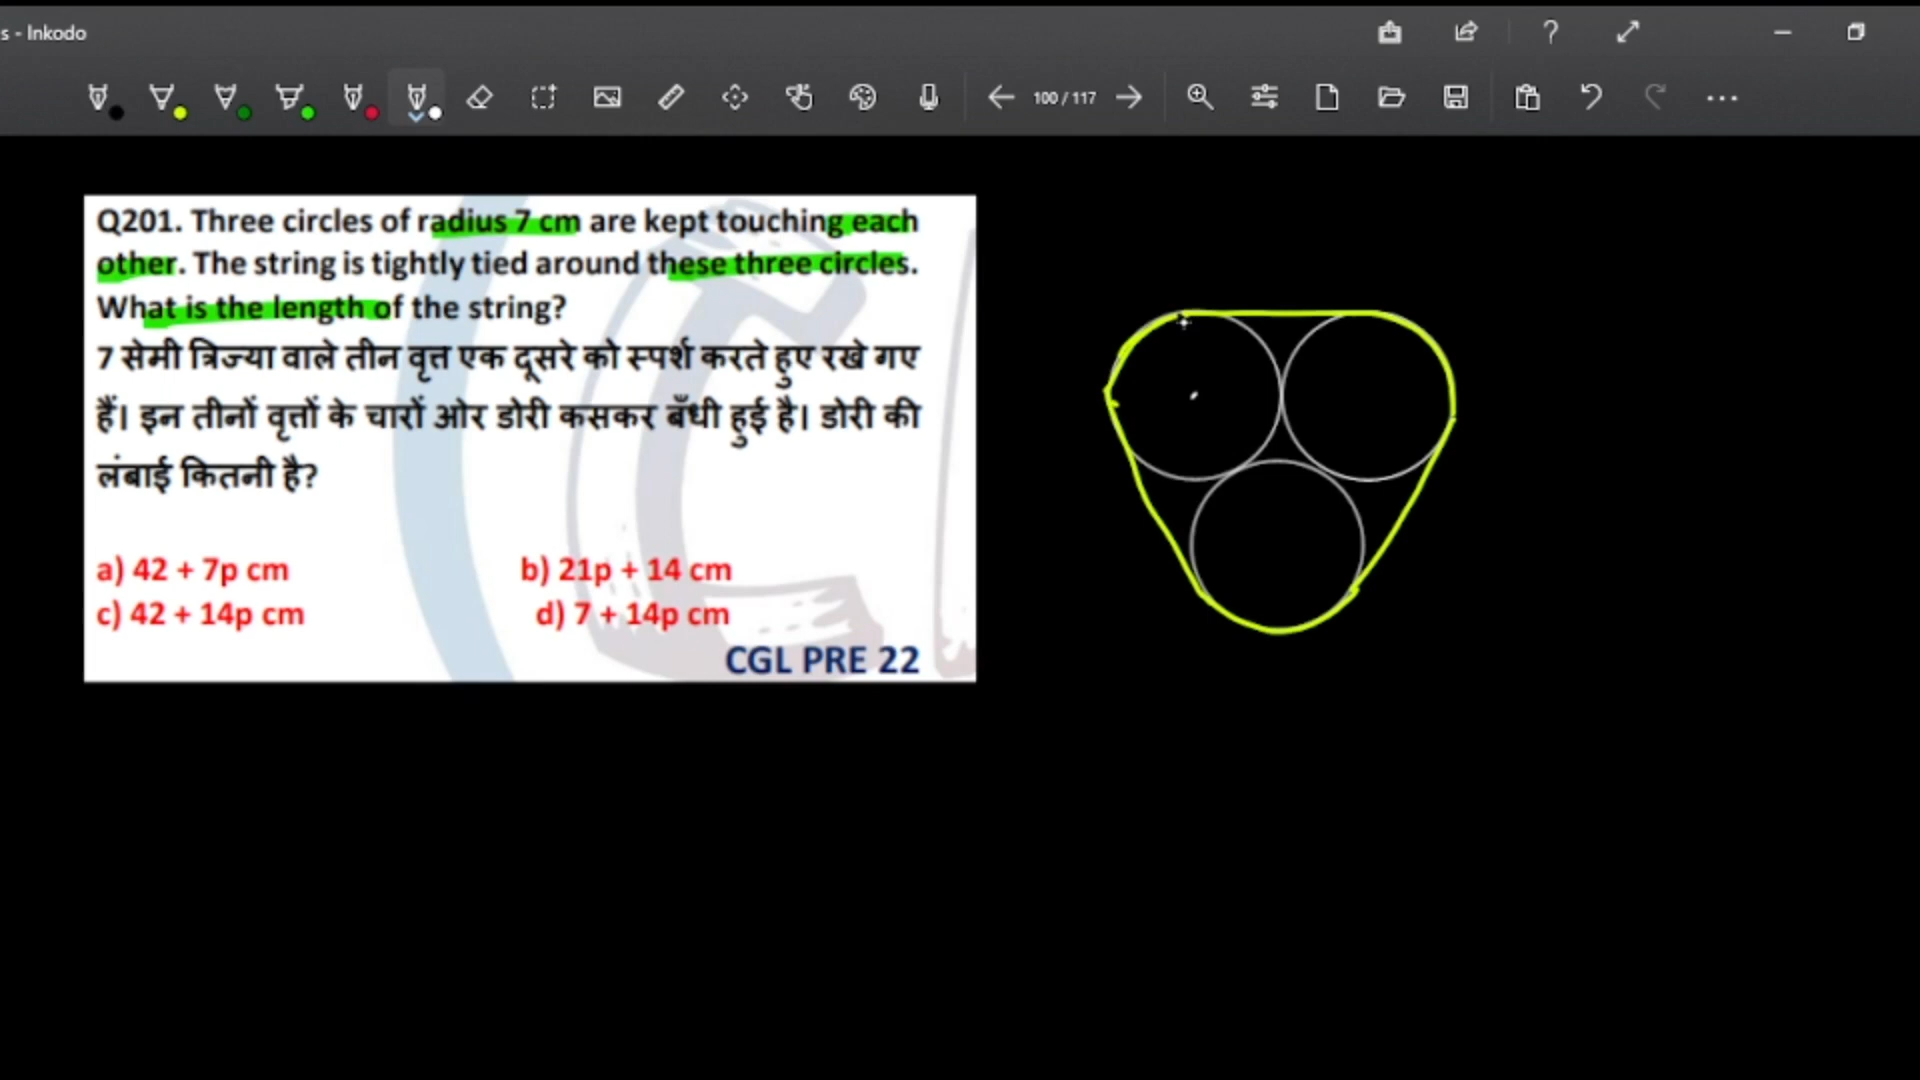 s - Inkodo
100 / 117
Q201. Three circles of radius 7 cm are kept touching each
other. The string is tightly tied around these three circles.
What is the length of the string?
7 सेमी त्रिज्या वाले तीन वृत्त एक दूसरे को स्पर्श करते हुए रखे गए
हैं। इन तीनों वृत्तों के चारों ओर डोरी कसकर बँधी हुई है। डोरी की
लंबाई कितनी है?
a) 42 + 7p cm b) 21p + 14 cm
c) 42 + 14p cm d) 7 + 14p cm
CGL PRE 22